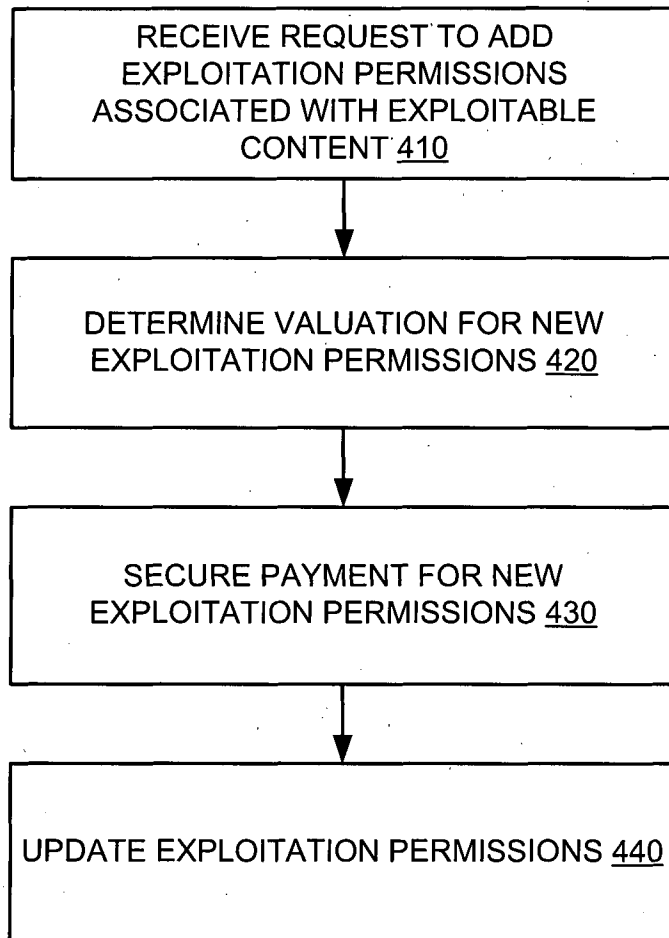 RECEIVE REQUEST TO ADD
EXPLOITATION PERMISSIONS
ASSOCIATED WITH EXPLOITABLE
CONTENT 410
DETERMINE VALUATION FOR NEW
EXPLOITATION PERMISSIONS 420
SECURE PAYMENT FOR NEW
EXPLOITATION PERMISSIONS 430
UPDATE EXPLOITATION PERMISSIONS 440